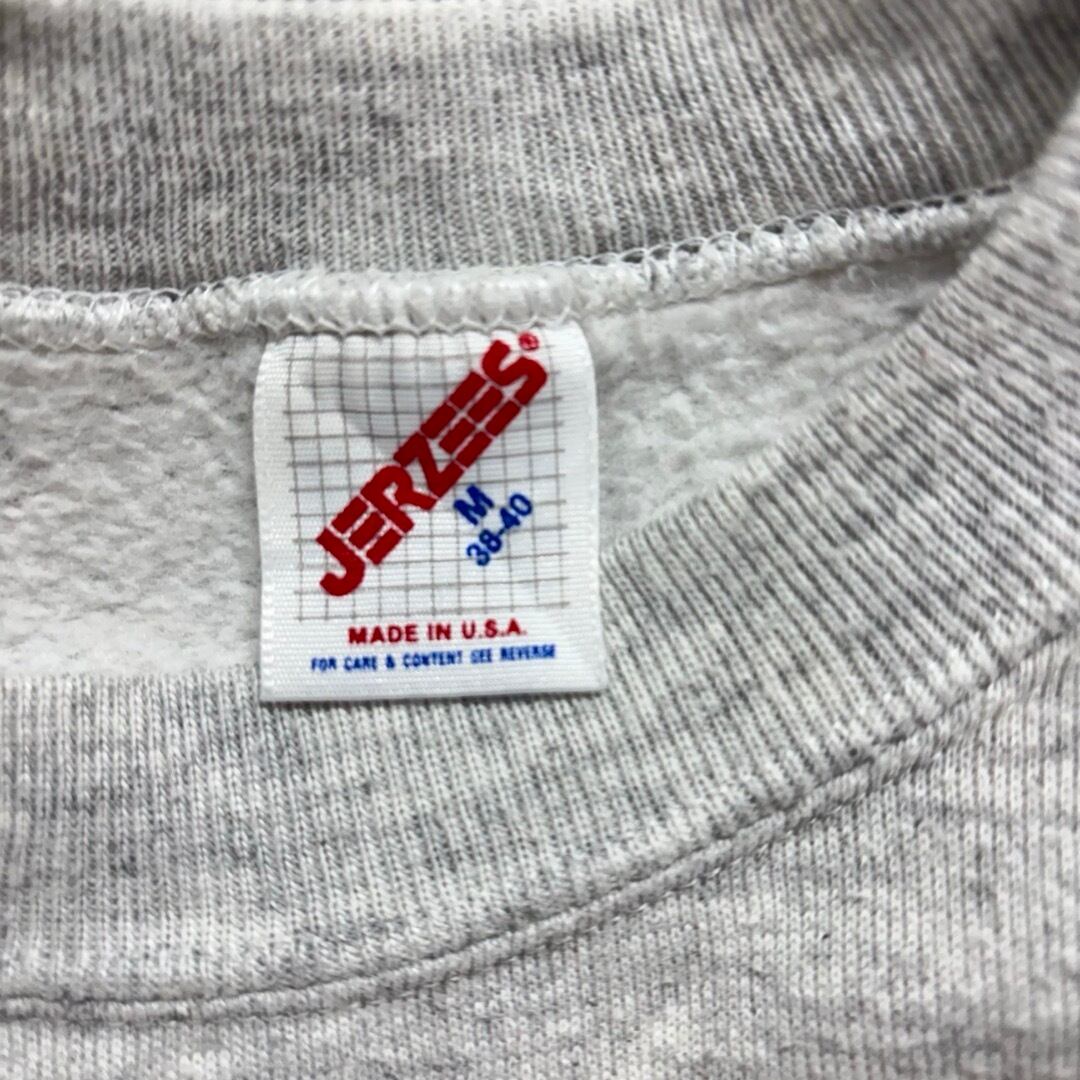 JERZEES®
M
38-40
MADE IN U.S.A.
FOR CARE & CONTENT SEE REVERSE